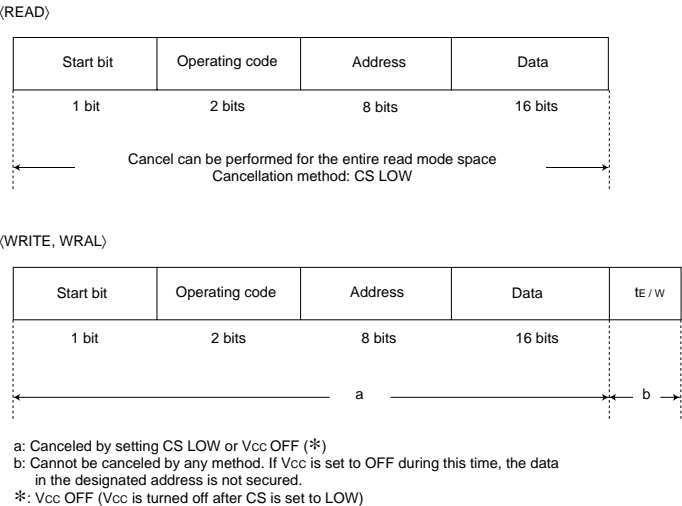 〈READ〉
Start bit Operating code Address Data
1 bit 2 bits 8 bits 16 bits
Cancel can be performed for the entire read mode space
Cancellation method: CS LOW
〈WRITE, WRAL〉
Start bit Operating code Address Data tE / W
1 bit 2 bits 8 bits 16 bits
a b
a: Canceled by setting CS LOW or VCC OFF (*)
b: Cannot be canceled by any method. If VCC is set to OFF during this time, the data
in the designated address is not secured.
*: VCC OFF (VCC is turned off after CS is set to LOW)